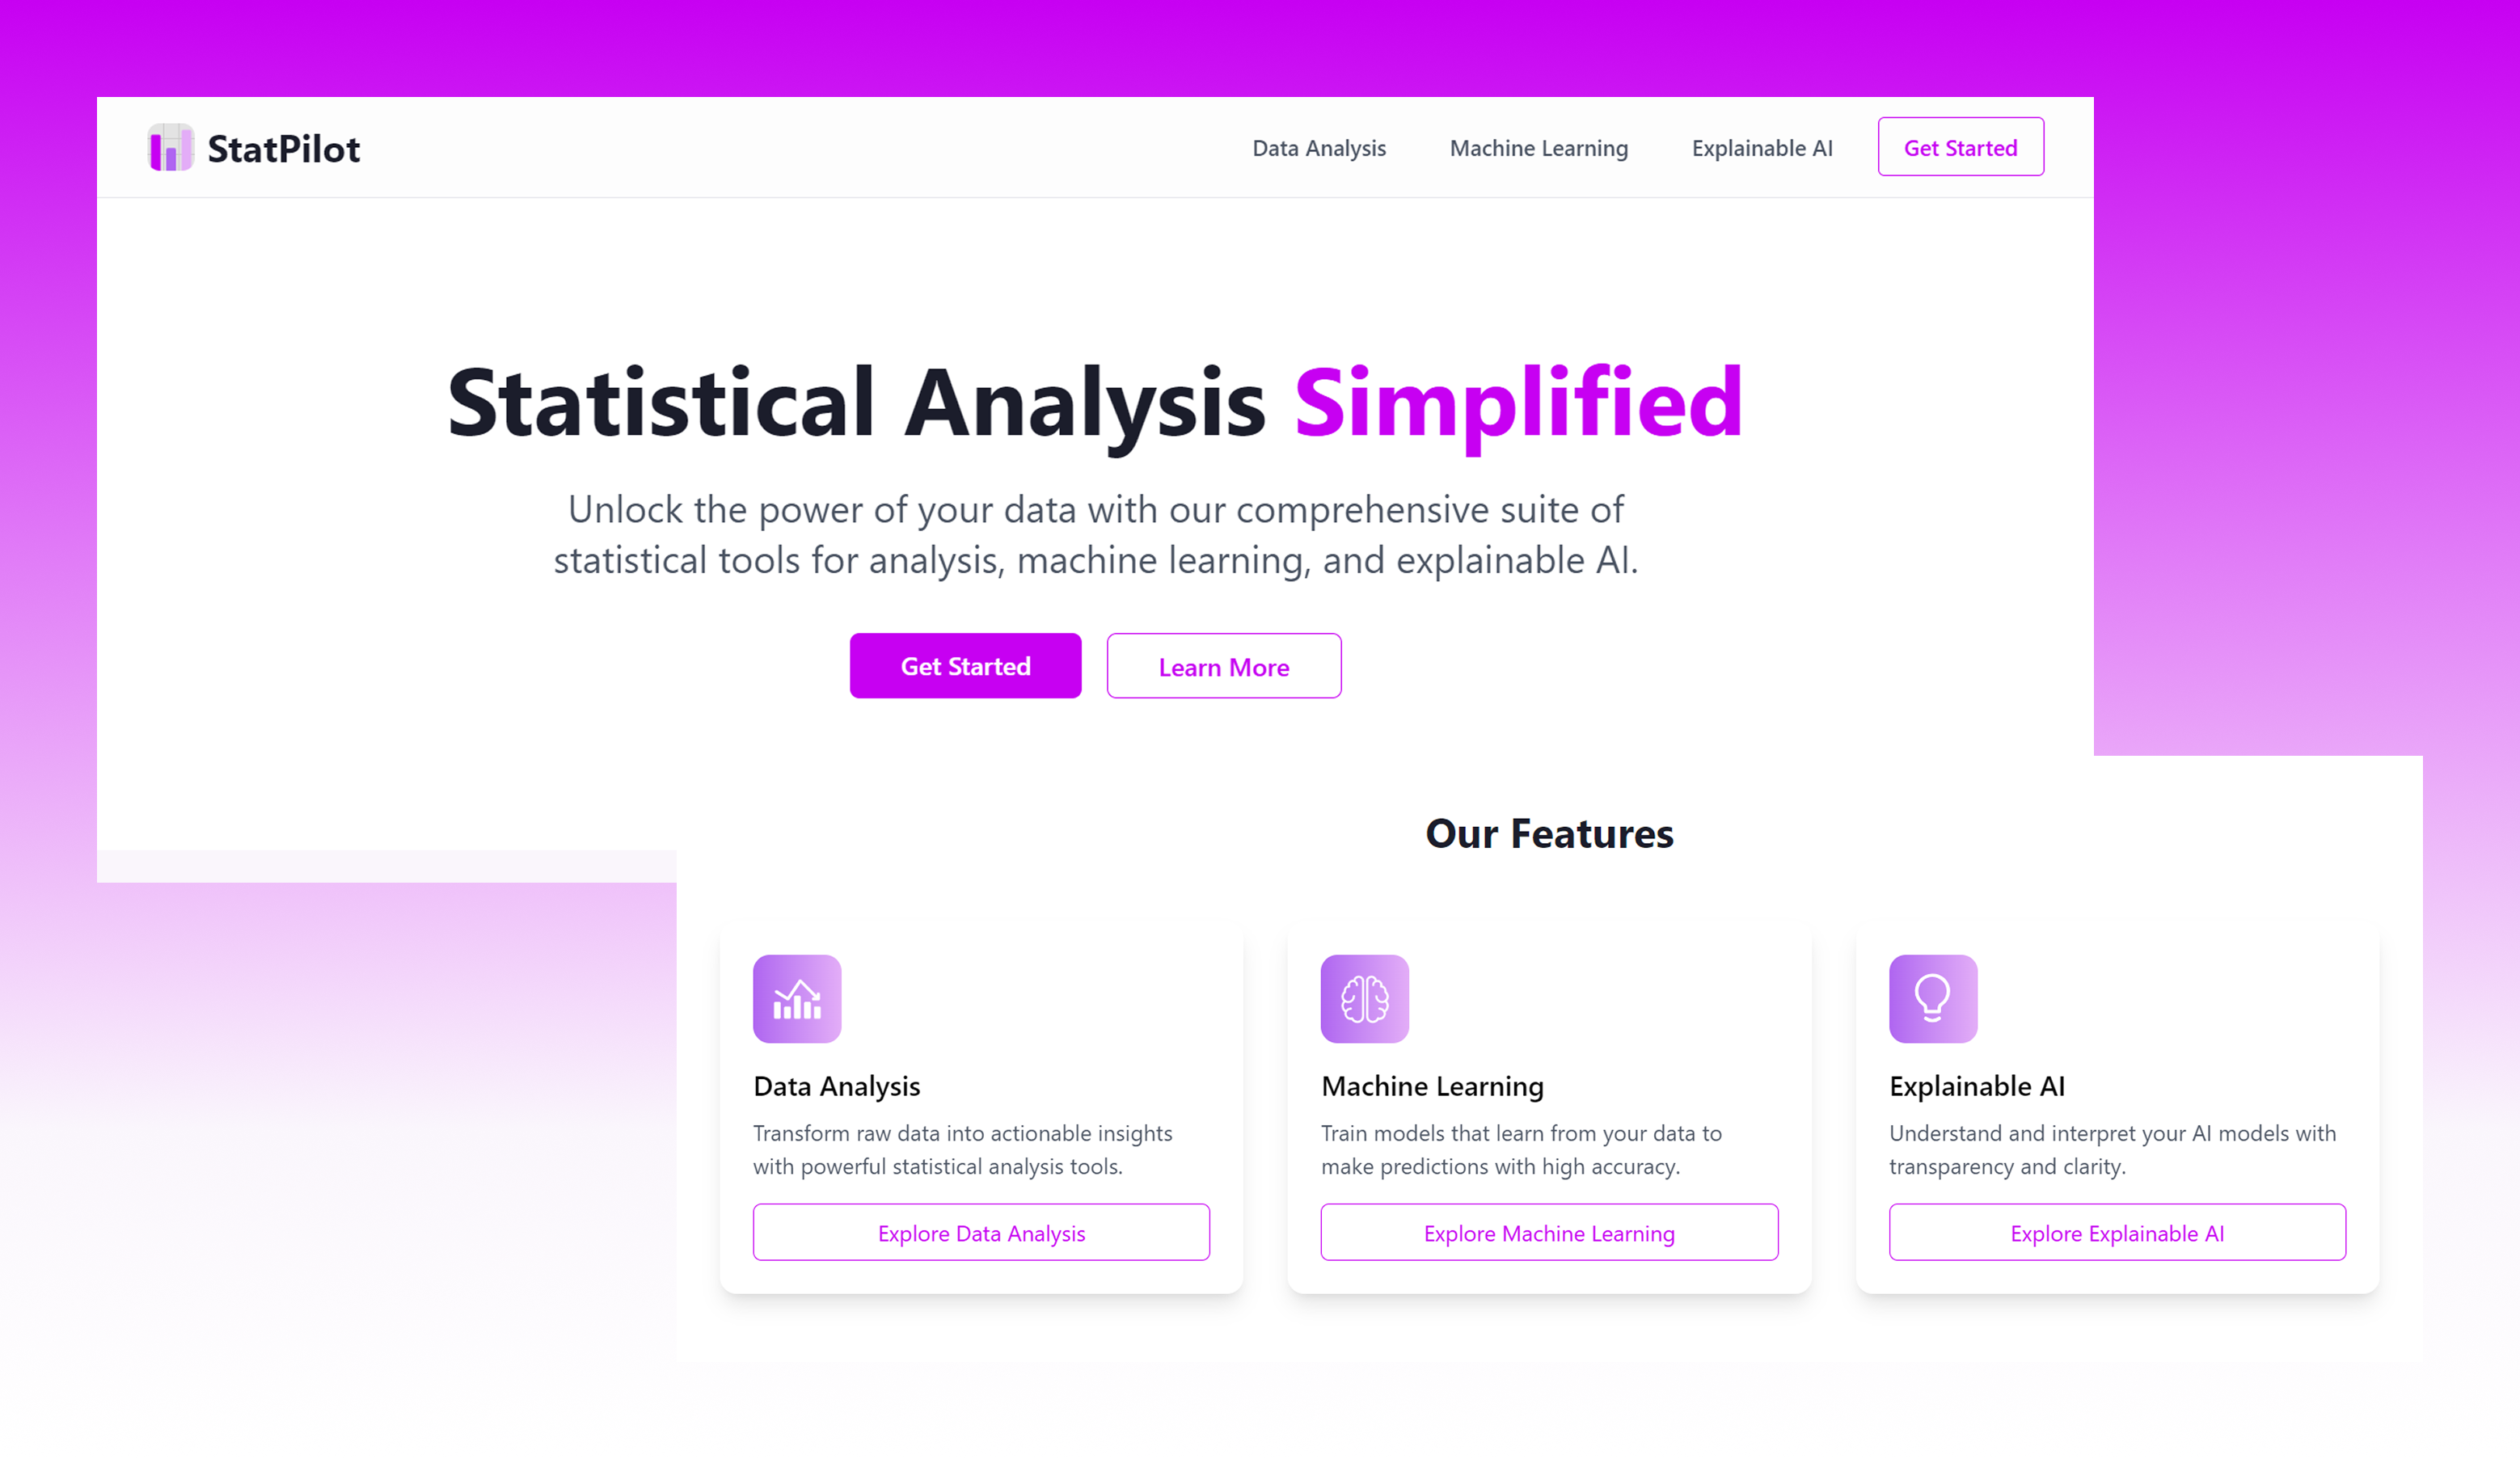 StatPilot
Data Analysis
Machine Learning
Explainable AI
Get Started
Statistical Analysis Simplified
Unlock the power of your data with our comprehensive suite of
statistical tools for analysis, machine learning, and explainable AI.
Get Started
Learn More
Our Features
Data Analysis
Transform raw data into actionable insights
with powerful statistical analysis tools.
Explore Data Analysis
Machine Learning
Train models that learn from your data to
make predictions with high accuracy.
Explore Machine Learning
Explainable AI
Understand and interpret your AI models with
transparency and clarity.
Explore Explainable AI